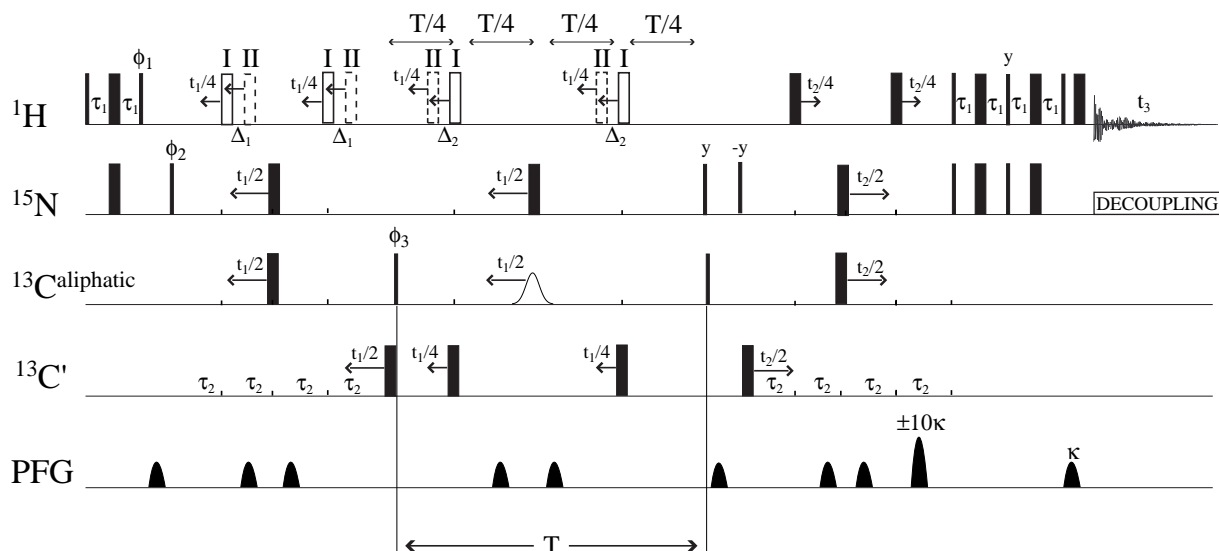 T/4 T/4 T/4 T/4
ϕ₁ I II I II II I II I y
t₁/4 t₁/4 t₁/4 t₁/4 t₂/4 t₂/4 t₃
¹H τ₁ τ₁ τ₁ τ₁ τ₁ τ₁
Δ₁ Δ₁ Δ₂ Δ₂
ϕ₂ y -y
¹⁵N t₁/2 t₁/2 t₂/2 DECOUPLING
ϕ₃
¹³Cᵃˡⁱᵖʰᵃᵗⁱᶜ t₁/2 t₁/2 t₂/2
t₁/2 t₁/4 t₁/4 t₂/2
¹³C' τ₂ τ₂ τ₂ τ₂ τ₂ τ₂ τ₂ τ₂
±10κ
PFG κ
T